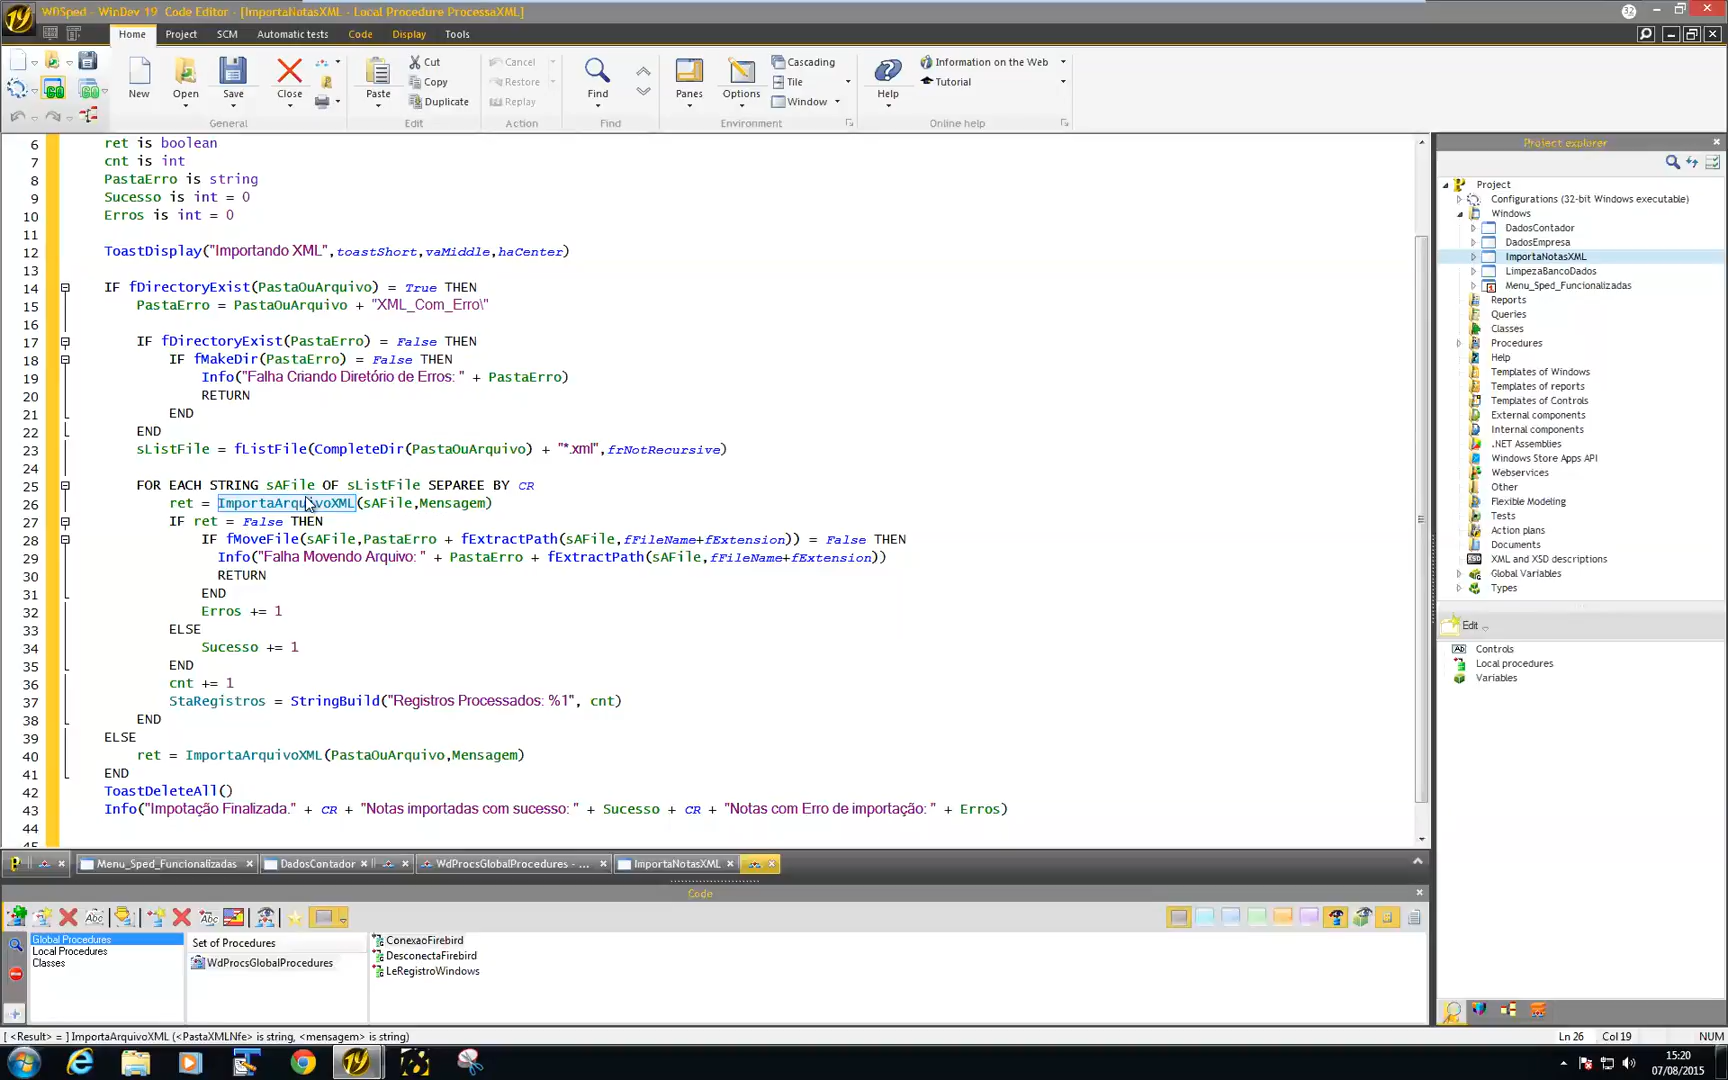 WDSped - WinDev 19 Code Editor - [ImportaNotasXML - Local Procedure ProcessaXML]
32
Home Project SCM Automatic tests Code Display Tools
New Open Save Close
General
Paste Cut Copy Duplicate
Edit
Cancel Restore Replay
Action
Find
Find
Panes Options Cascading Tile Window
Environment
Help Information on the Web Tutorial
Online help
6 ret is boolean
7 cnt is int
8 PastaErro is string
9 Sucesso is int = 0
10 Erros is int = 0
11
12 ToastDisplay("Importando XML",toastShort,vaMiddle,haCenter)
13
14 IF fDirectoryExist(PastaOuArquivo) = True THEN
15 PastaErro = PastaOuArquivo + "XML_Com_Erro\"
16
17 IF fDirectoryExist(PastaErro) = False THEN
18 IF fMakeDir(PastaErro) = False THEN
19 Info("Falha Criando Diretório de Erros: " + PastaErro)
20 RETURN
21 END
22 END
23 sListFile = fListFile(CompleteDir(PastaOuArquivo) + "*.xml",frNotRecursive)
24
25 FOR EACH STRING sAFile OF sListFile SEPAREE BY CR
26 ret = ImportaArquivoXML(sAFile,Mensagem)
27 IF ret = False THEN
28 IF fMoveFile(sAFile,PastaErro + fExtractPath(sAFile,fFileName+fExtension)) = False THEN
29 Info("Falha Movendo Arquivo: " + PastaErro + fExtractPath(sAFile,fFileName+fExtension))
30 RETURN
31 END
32 Erros += 1
33 ELSE
34 Sucesso += 1
35 END
36 cnt += 1
37 StaRegistros = StringBuild("Registros Processados: %1", cnt)
38 END
39 ELSE
40 ret = ImportaArquivoXML(PastaOuArquivo,Mensagem)
41 END
42 ToastDeleteAll()
43 Info("Impotação Finalizada." + CR + "Notas importadas com sucesso: " + Sucesso + CR + "Notas com Erro de importação: " + Erros)
44
45
Project explorer
Project
Configurations (32-bit Windows executable)
Windows
DadosContador
DadosEmpresa
ImportaNotasXML
LimpezaBancoDados
Menu_Sped_Funcionalizadas
Reports
Queries
Classes
Procedures
Help
Templates of Windows
Templates of reports
Templates of Controls
External components
Internal components
.NET Assemblies
Windows Store Apps API
Webservices
Other
Flexible Modeling
Tests
Action plans
Documents
XML and XSD descriptions
Global Variables
Types
Edit
Controls
Local procedures
Variables
Menu_Sped_Funcionalizadas DadosContador WdProcsGlobalProcedures - ... ImportaNotasXML
Code
Global Procedures
Local Procedures
Classes
Set of Procedures
WdProcsGlobalProcedures
ConexaoFirebird
DesconectaFirebird
LeRegistroWindows
[ <Result> = ] ImportaArquivoXML (<PastaXMLNfe> is string, <mensagem> is string)
Ln 26 Col 19 NUM
15:20
07/08/2015